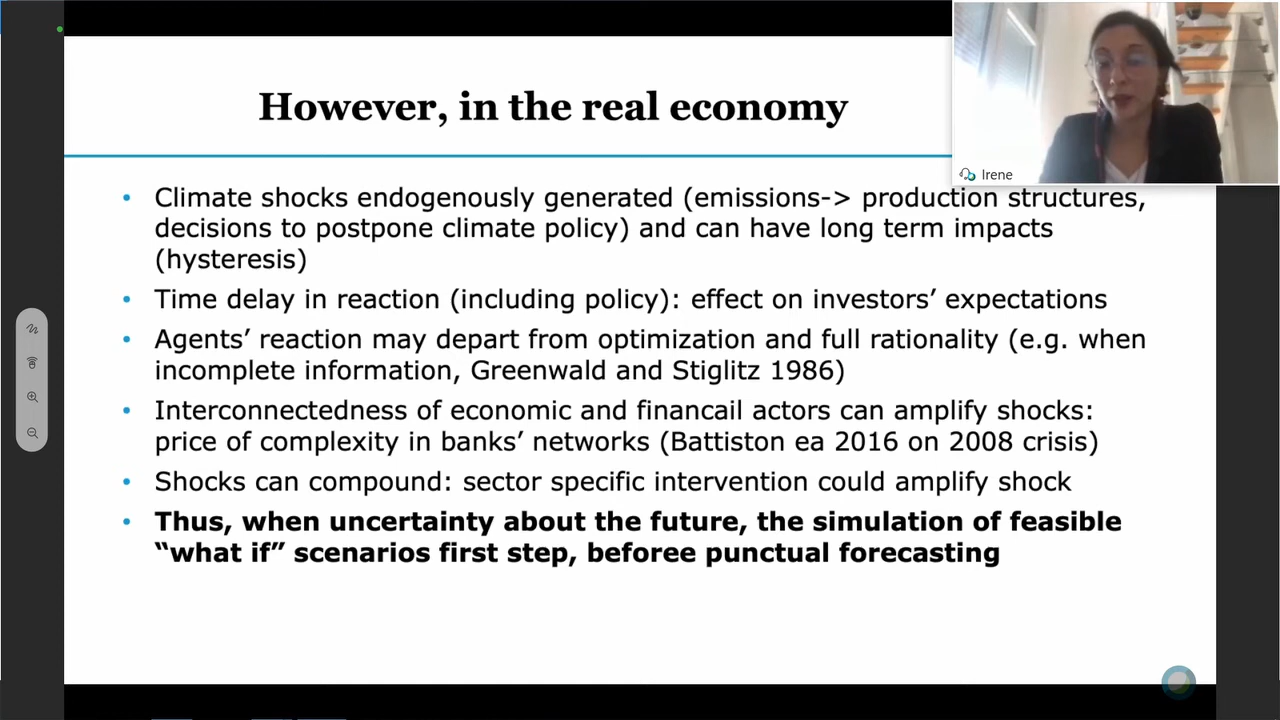 However, in the real economy
Irene
• Climate shocks endogenously generated (emissions-> production structures,
decisions to postpone climate policy) and can have long term impacts
(hysteresis)
• Time delay in reaction (including policy): effect on investors’ expectations
• Agents’ reaction may depart from optimization and full rationality (e.g. when
incomplete information, Greenwald and Stiglitz 1986)
• Interconnectedness of economic and financail actors can amplify shocks:
price of complexity in banks’ networks (Battiston ea 2016 on 2008 crisis)
• Shocks can compound: sector specific intervention could amplify shock
• Thus, when uncertainty about the future, the simulation of feasible
“what if” scenarios first step, beforee punctual forecasting